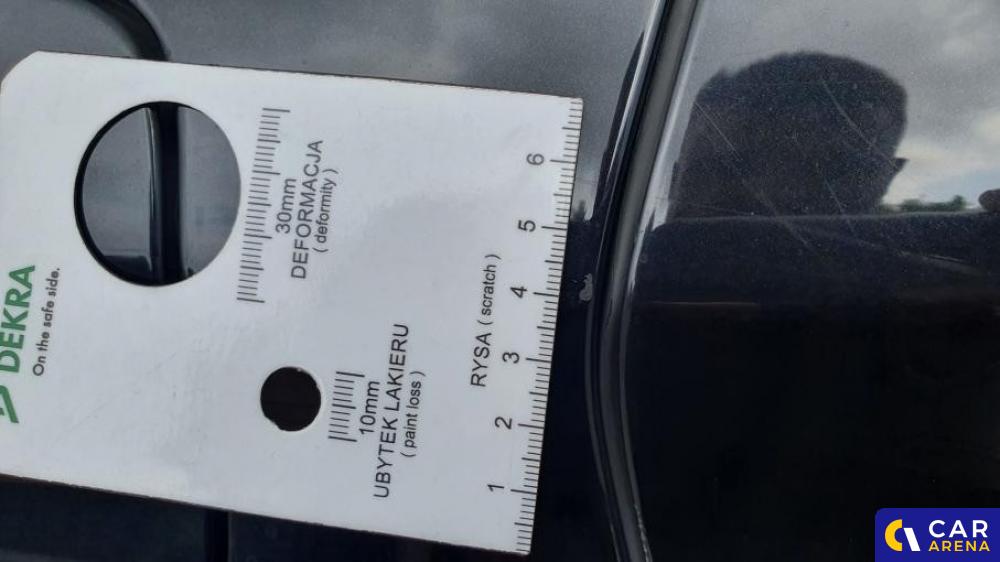 DEKRA
On the safe side.
30mm
DEFORMACJA
( deformity )
10mm
UBYTEK LAKIERU
( paint loss )
RYSA ( scratch )
1 2 3 4 5 6
CAR
ARENA